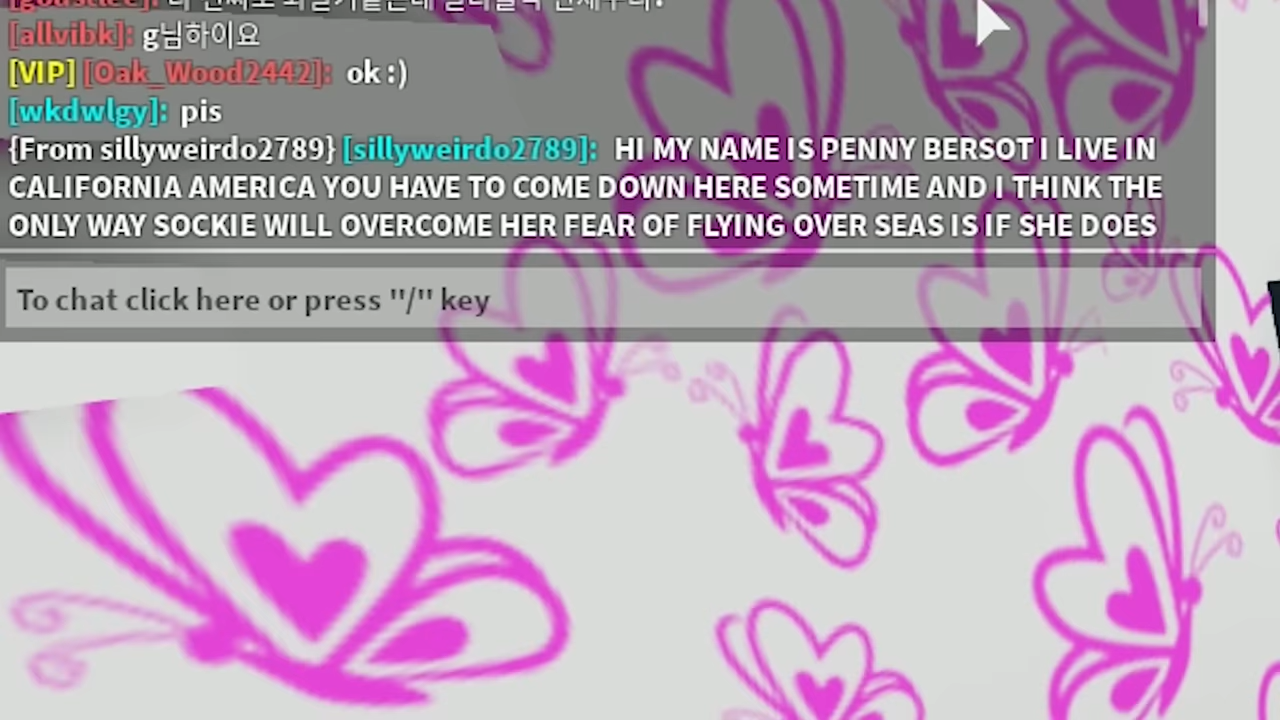 [allvibk]: g님하이요
[VIP] [Oak_Wood2442]: ok :)
[wkdwlgy]: pis
{From sillyweirdo2789} [sillyweirdo2789]: HI MY NAME IS PENNY BERSOT I LIVE IN
CALIFORNIA AMERICA YOU HAVE TO COME DOWN HERE SOMETIME AND I THINK THE
ONLY WAY SOCKIE WILL OVERCOME HER FEAR OF FLYING OVER SEAS IS IF SHE DOES
To chat click here or press "/" key